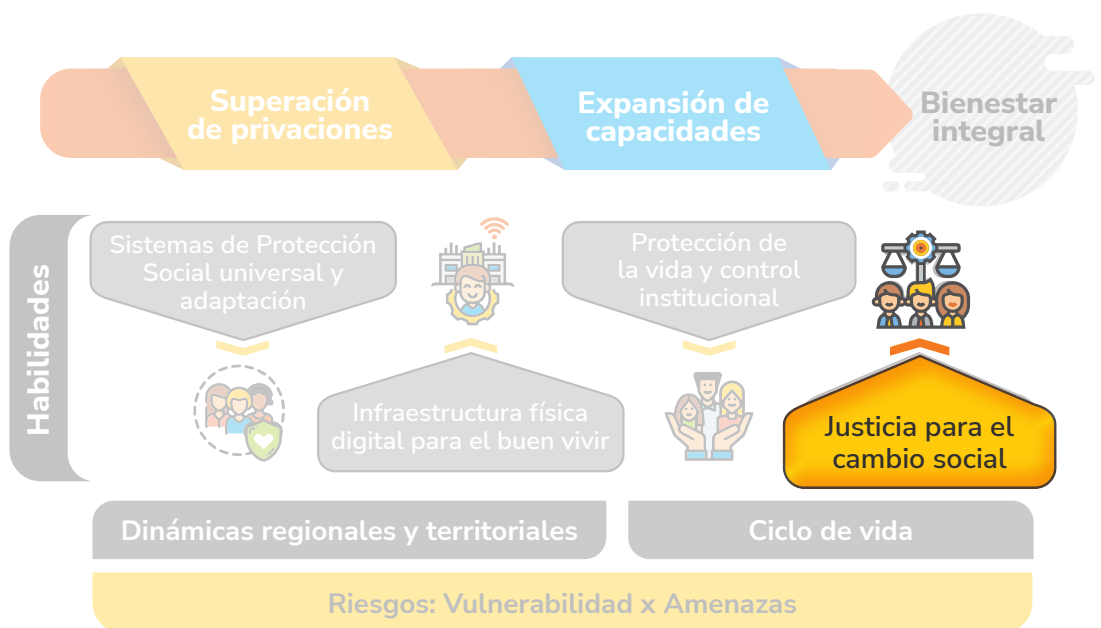 Superación
de privaciones
Expansión de
capacidades
Bienestar
integral
Habilidades
Sistemas de Protección
Social universal y
adaptación
Infraestructura física
digital para el buen vivir
Protección de
la vida y control
institucional
Justicia para el
cambio social
Dinámicas regionales y territoriales
Ciclo de vida
Riesgos: Vulnerabilidad x Amenazas